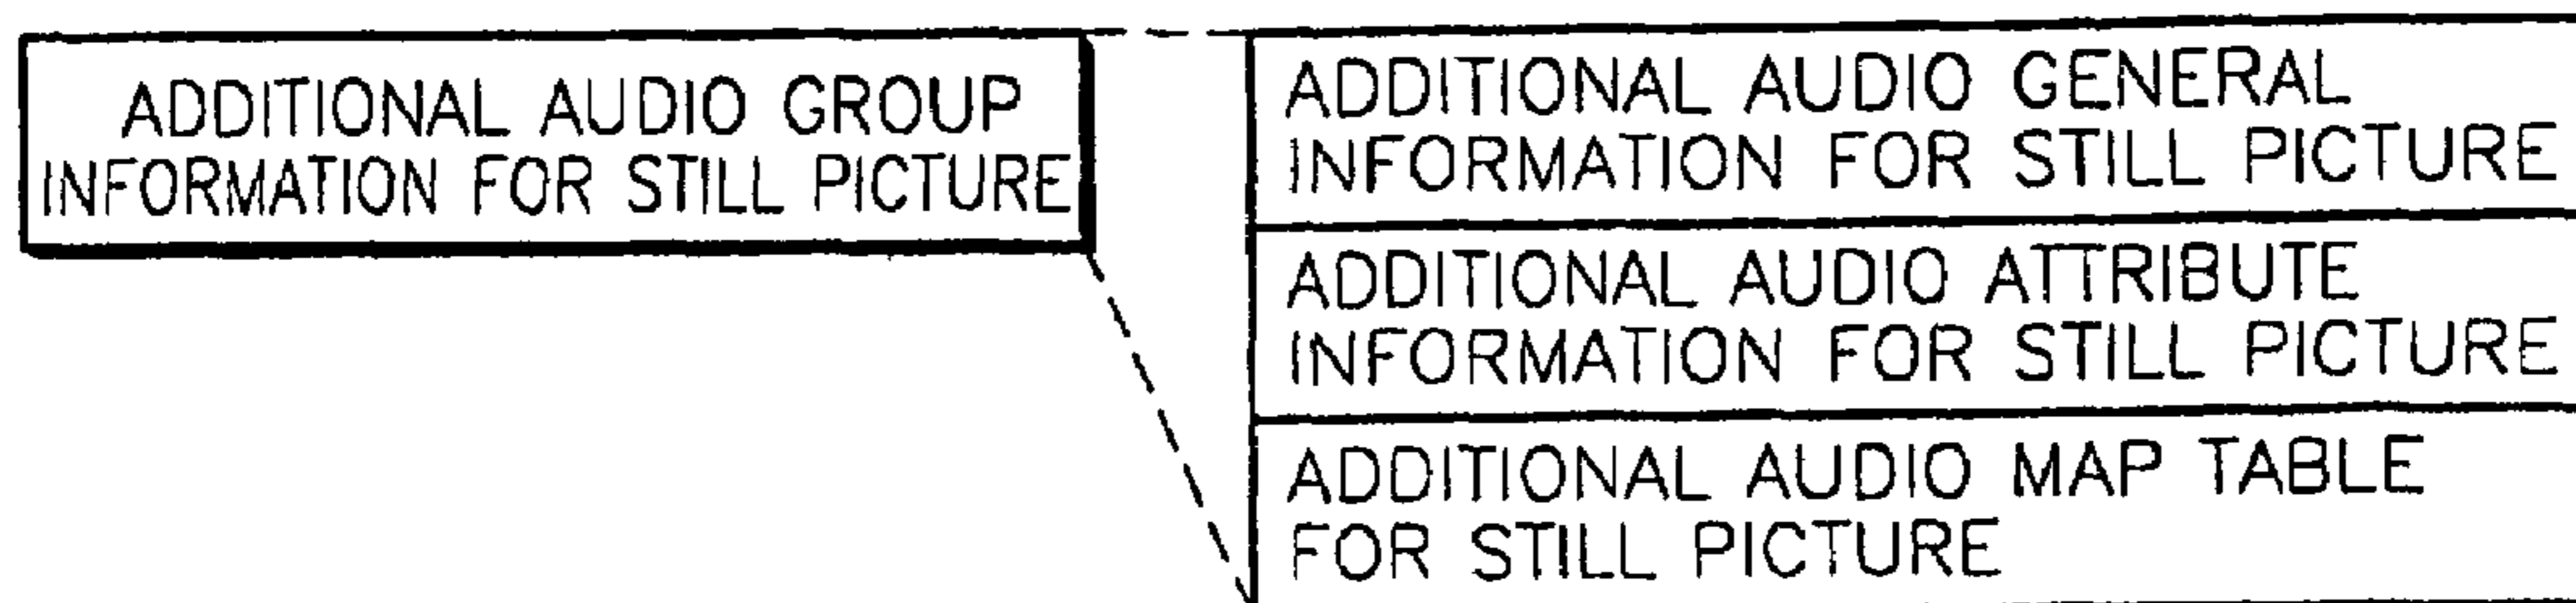 ADDITIONAL AUDIO GROUP
INFORMATION FOR STILL PICTURE
ADDITIONAL AUDIO GENERAL
INFORMATION FOR STILL PICTURE
ADDITIONAL AUDIO ATTRIBUTE
INFORMATION FOR STILL PICTURE
ADDITIONAL AUDIO MAP TABLE
FOR STILL PICTURE